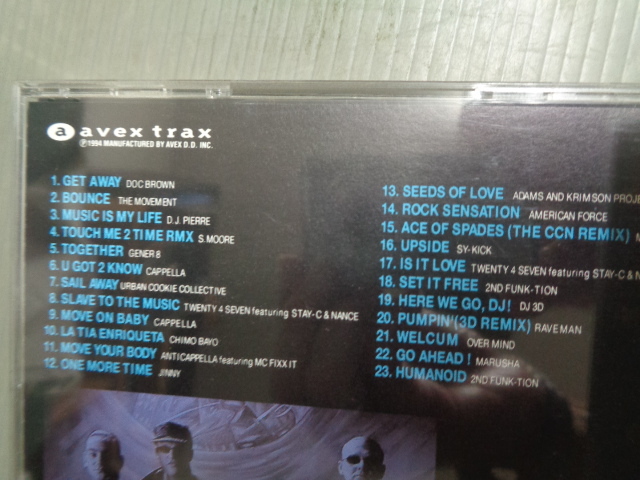 a avex trax
℗1994 MANUFACTURED BY AVEX D.D. INC.
1. GET AWAY DOC BROWN
2. BOUNCE THE MOVEMENT
3. MUSIC IS MY LIFE D.J. PIERRE
4. TOUCH ME 2 TIME RMX S.MOORE
5. TOGETHER GENER 8
6. U GOT 2 KNOW CAPPELLA
7. SAIL AWAY URBAN COOKIE COLLECTIVE
8. SLAVE TO THE MUSIC TWENTY 4 SEVEN featuring STAY-C & NANCE
9. MOVE ON BABY CAPPELLA
10. LA TIA ENRIQUETA CHIMO BAYO
11. MOVE YOUR BODY ANTICAPPELLA featuring MC FIXX IT
12. ONE MORE TIME JINNY
13. SEEDS OF LOVE ADAMS AND KRIMSON PROJE
14. ROCK SENSATION AMERICAN FORCE
15. ACE OF SPADES (THE CCN REMIX)
16. UPSIDE SY-KICK
17. IS IT LOVE TWENTY 4 SEVEN featuring STAY-C & N
18. SET IT FREE 2ND FUNK-TION
19. HERE WE GO, DJ! DJ 3D
20. PUMPIN'(3D REMIX) RAVEMAN
21. WELCUM OVER MIND
22. GO AHEAD! MARUSHA
23. HUMANOID 2ND FUNK-TION